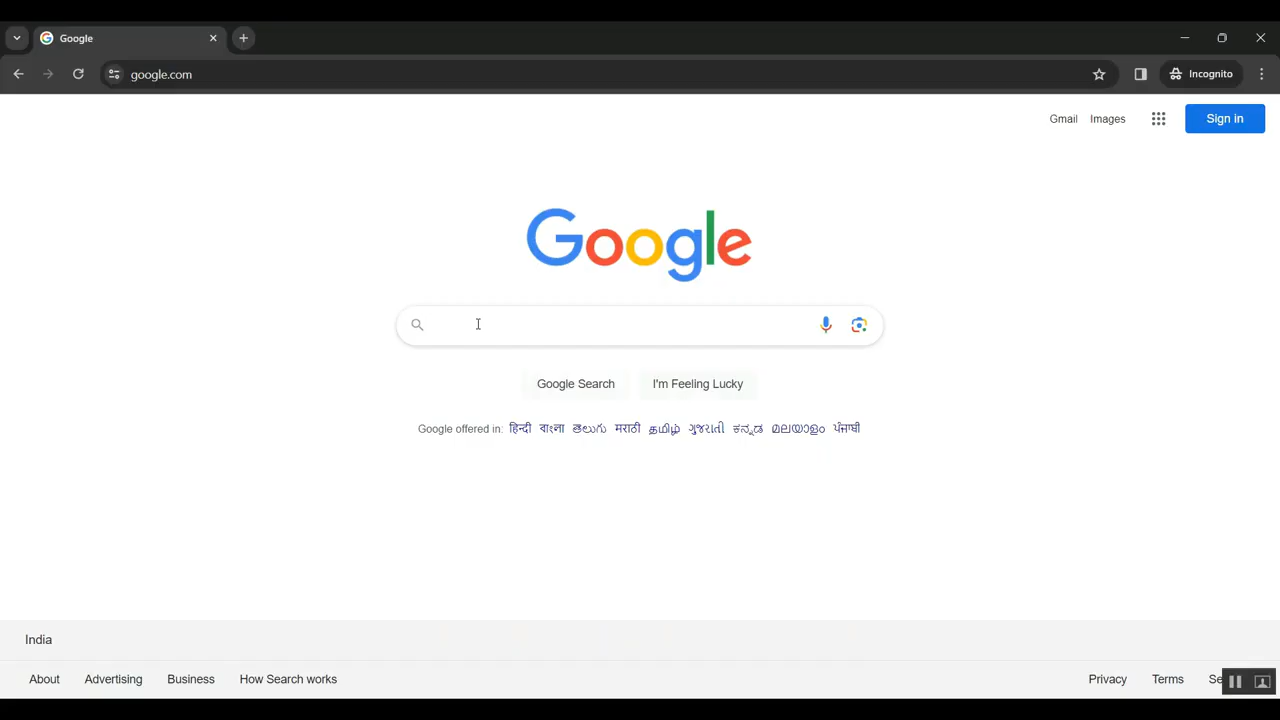 Google
google.com
Incognito
Gmail Images Sign in
Google
Google Search I'm Feeling Lucky
Google offered in: हिन्दी বাংলা తెలుగు मराठी தமிழ் ગુજરાતી ಕನ್ನಡ മലയാളം ਪੰਜਾਬੀ
India
About Advertising Business How Search works Privacy Terms Se